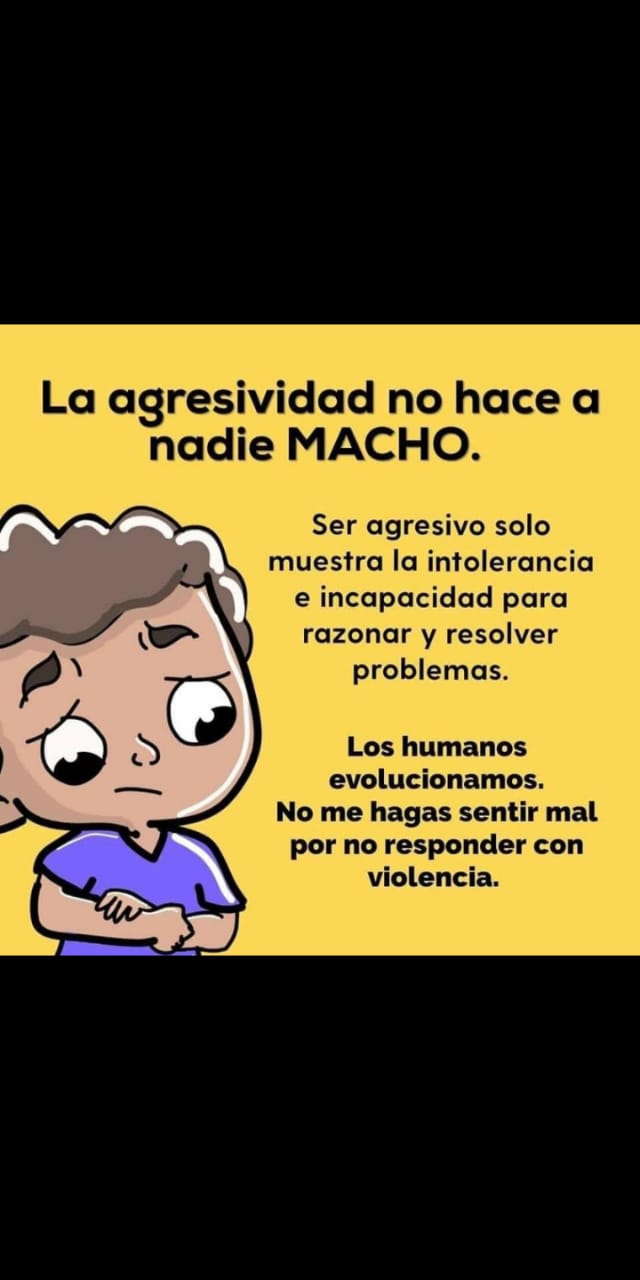 La agresividad no hace a
nadie MACHO.
Ser agresivo solo
muestra la intolerancia
e incapacidad para
razonar y resolver
problemas.
Los humanos
evolucionamos.
No me hagas sentir mal
por no responder con
violencia.